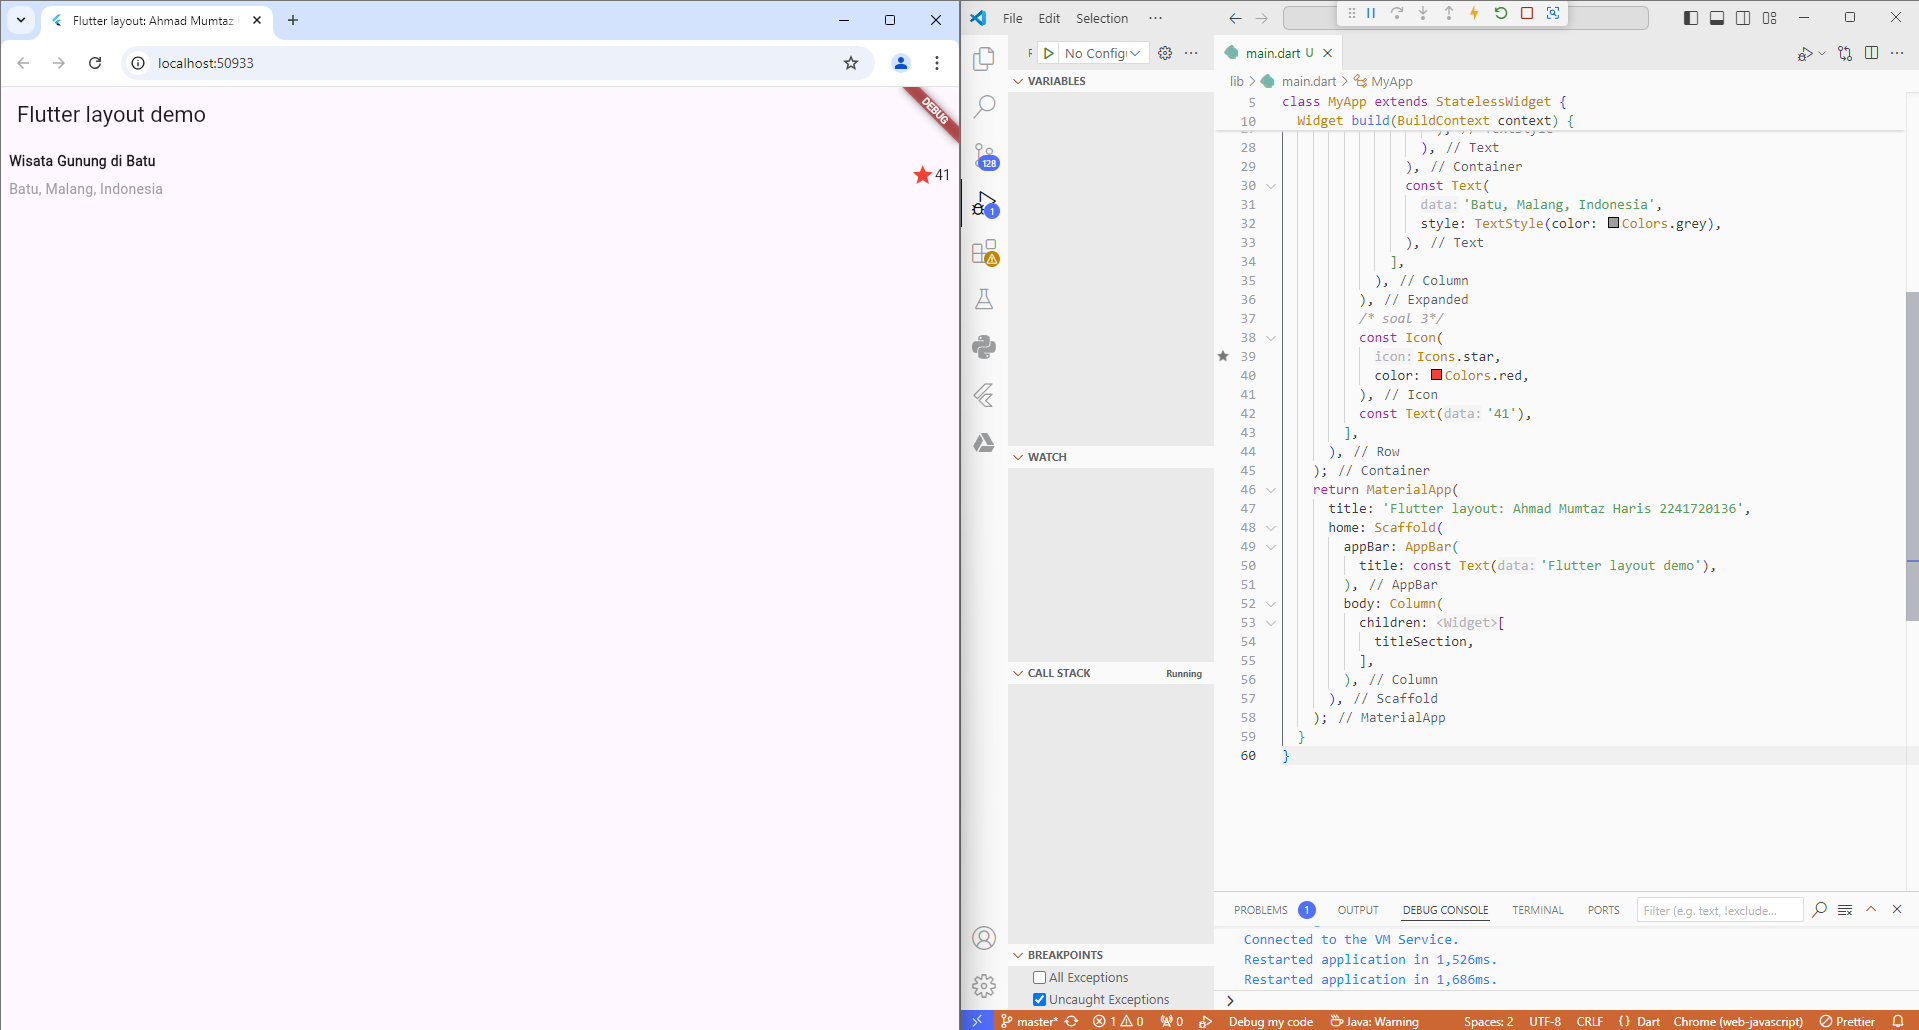 Flutter layout: Ahmad Mumtaz
localhost:50933
Flutter layout demo
DEBUG
Wisata Gunung di Batu
Batu, Malang, Indonesia
41
File Edit Selection ···
128
1
No Config
VARIABLES
WATCH
CALL STACK Running
BREAKPOINTS
All Exceptions
Uncaught Exceptions
main.dart U
lib > main.dart > MyApp
5 class MyApp extends StatelessWidget {
10 Widget build(BuildContext context) {
28 ), // Text
29 ), // Container
30 const Text(
31 data: 'Batu, Malang, Indonesia',
32 style: TextStyle(color: Colors.grey),
33 ), // Text
34 ],
35 ), // Column
36 ), // Expanded
37 /* soal 3*/
38 const Icon(
39 icon: Icons.star,
40 color: Colors.red,
41 ), // Icon
42 const Text(data: '41'),
43 ],
44 ), // Row
45 ); // Container
46 return MaterialApp(
47 title: 'Flutter layout: Ahmad Mumtaz Haris 2241720136',
48 home: Scaffold(
49 appBar: AppBar(
50 title: const Text(data: 'Flutter layout demo'),
51 ), // AppBar
52 body: Column(
53 children: <Widget>[
54 titleSection,
55 ],
56 ), // Column
57 ), // Scaffold
58 ); // MaterialApp
59 }
60 }
PROBLEMS 1 OUTPUT DEBUG CONSOLE TERMINAL PORTS Filter (e.g. text, !exclude...
Connected to the VM Service.
Restarted application in 1,526ms.
Restarted application in 1,686ms.
>
master* 1 0 0 Debug my code Java: Warning Spaces: 2 UTF-8 CRLF {} Dart Chrome (web-javascript) Prettier